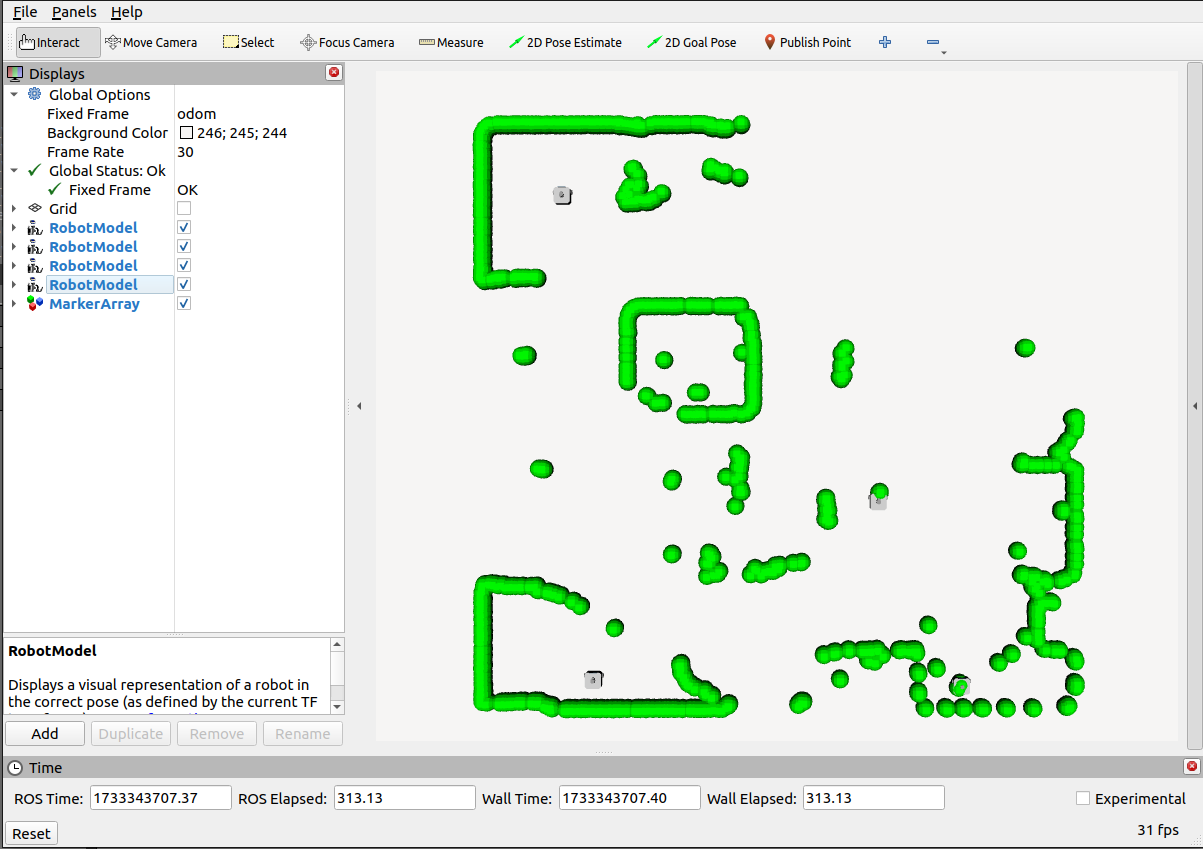 File Panels Help
Interact Move Camera Select Focus Camera Measure 2D Pose Estimate 2D Goal Pose Publish Point
Displays
Global Options
Fixed Frame odom
Background Color 246; 245; 244
Frame Rate 30
Global Status: Ok
Fixed Frame OK
Grid
RobotModel
RobotModel
RobotModel
RobotModel
MarkerArray
RobotModel
Displays a visual representation of a robot in
the correct pose (as defined by the current TF
Add Duplicate Remove Rename
Time
ROS Time: 1733343707.37 ROS Elapsed: 313.13 Wall Time: 1733343707.40 Wall Elapsed: 313.13 Experimental
Reset 31 fps